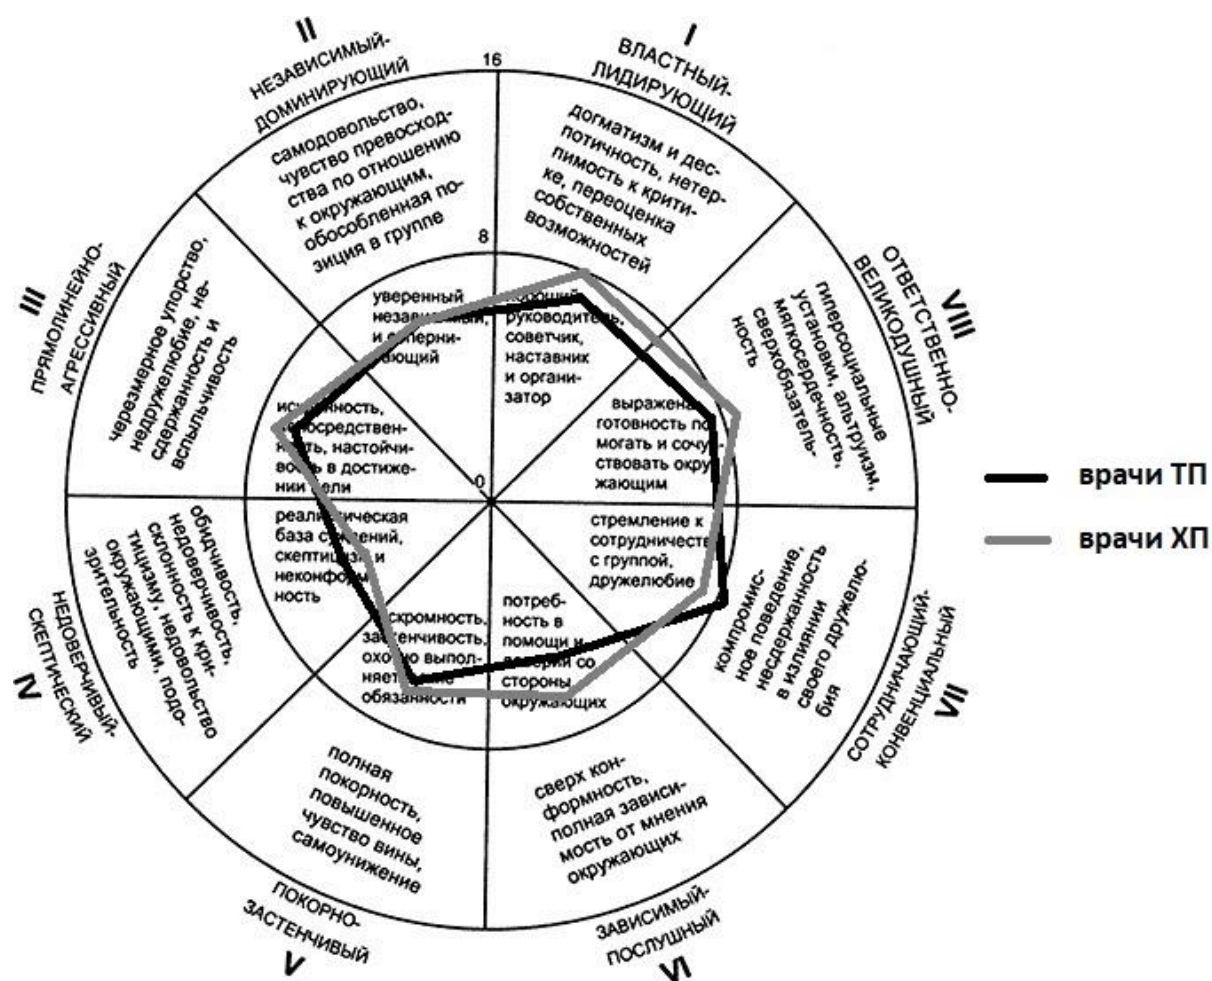 I
ВЛАСТНЫЙ-
ЛИДИРУЮЩИЙ
догматизм и дес-
потичность, нетер-
пимость к крити-
ке, переоценка
собственных
возможностей
хороший
руководитель,
советчик,
наставник
и органи-
затор
II
НЕЗАВИСИМЫЙ-
ДОМИНИРУЮЩИЙ
самодовольство,
чувство превосход-
ства по отношению
к окружающим,
обособленная по-
зиция в группе
уверенный
независимый,
и соперни-
чающий
III
ПРЯМОЛИНЕЙНО-
АГРЕССИВНЫЙ
черезмерное упорство,
недружелюбие, не-
сдержанность и
вспыльчивость
искренность,
непосредствен-
ность, настойчи-
вость в достиже-
нии цели
IV
НЕДОВЕРЧИВЫЙ-
СКЕПТИЧЕСКИЙ
обидчивость,
недоверчивость,
склонность к кри-
тицизму, недовольство
окружающими, подо-
зрительность
реалистическая
база суждений,
скептицизм и
неконформ-
ность
V
ПОКОРНО-
ЗАСТЕНЧИВЫЙ
полная
покорность,
повышенное
чувство вины,
самоунижение
скромность,
застенчивость,
охотно выпол-
няет
обязанности
VI
ЗАВИСИМЫЙ-
ПОСЛУШНЫЙ
сверх кон-
формность,
полная зависи-
мость от мнения
окружающих
потреб-
ность в
помощи и
доверии со
стороны
окружающих
VII
СОТРУДНИЧАЮЩИЙ-
КОНВЕНЦИАЛЬНЫЙ
компромис-
ное поведение,
несдержанность
в излиянии
своего дружелю-
бия
стремление к
сотрудничеству
с группой,
дружелюбие
VIII
ОТВЕТСТВЕННО-
ВЕЛИКОДУШНЫЙ
гиперсоциальные
установки, альтруизм,
мягкосердечность,
сверхобязатель-
ность
выраженная
готовность по-
могать и сочув-
ствовать окру-
жающим
16
8
0
врачи ТП
врачи ХП